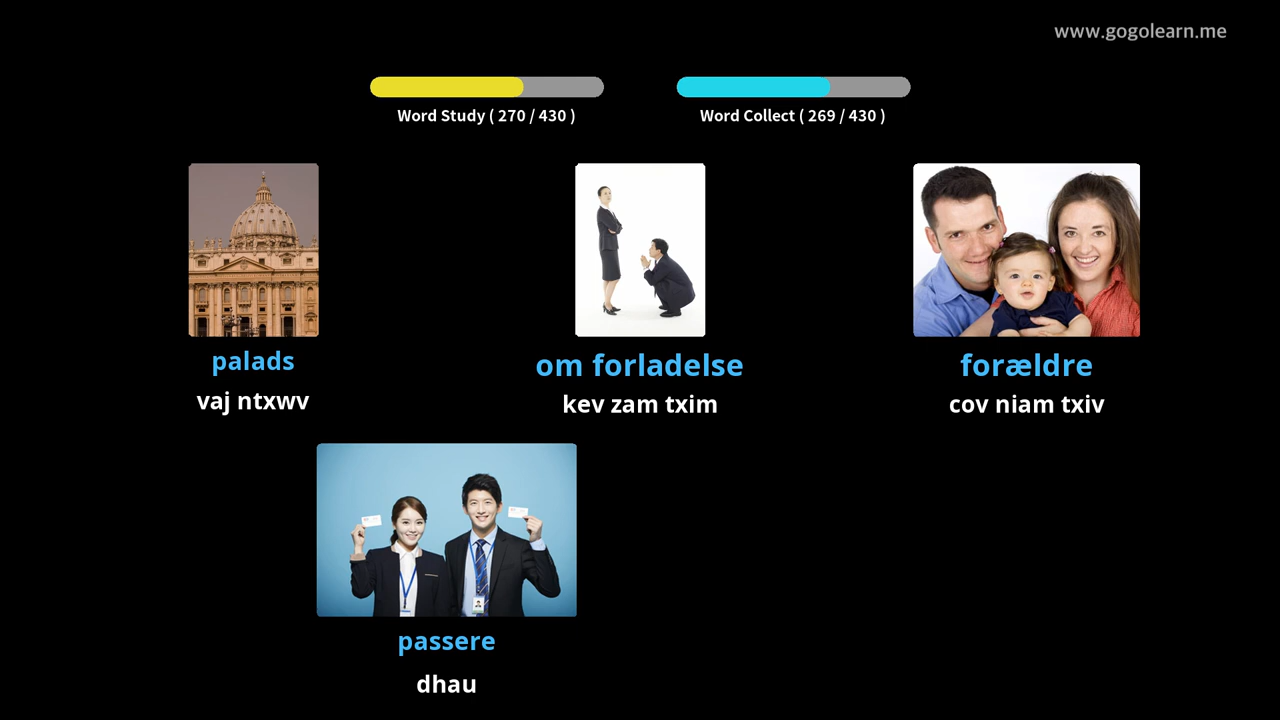 www.gogolearn.me
Word Study ( 270 / 430 )
Word Collect ( 269 / 430 )
palads
vaj ntxwv
om forladelse
kev zam txim
forældre
cov niam txiv
passere
dhau